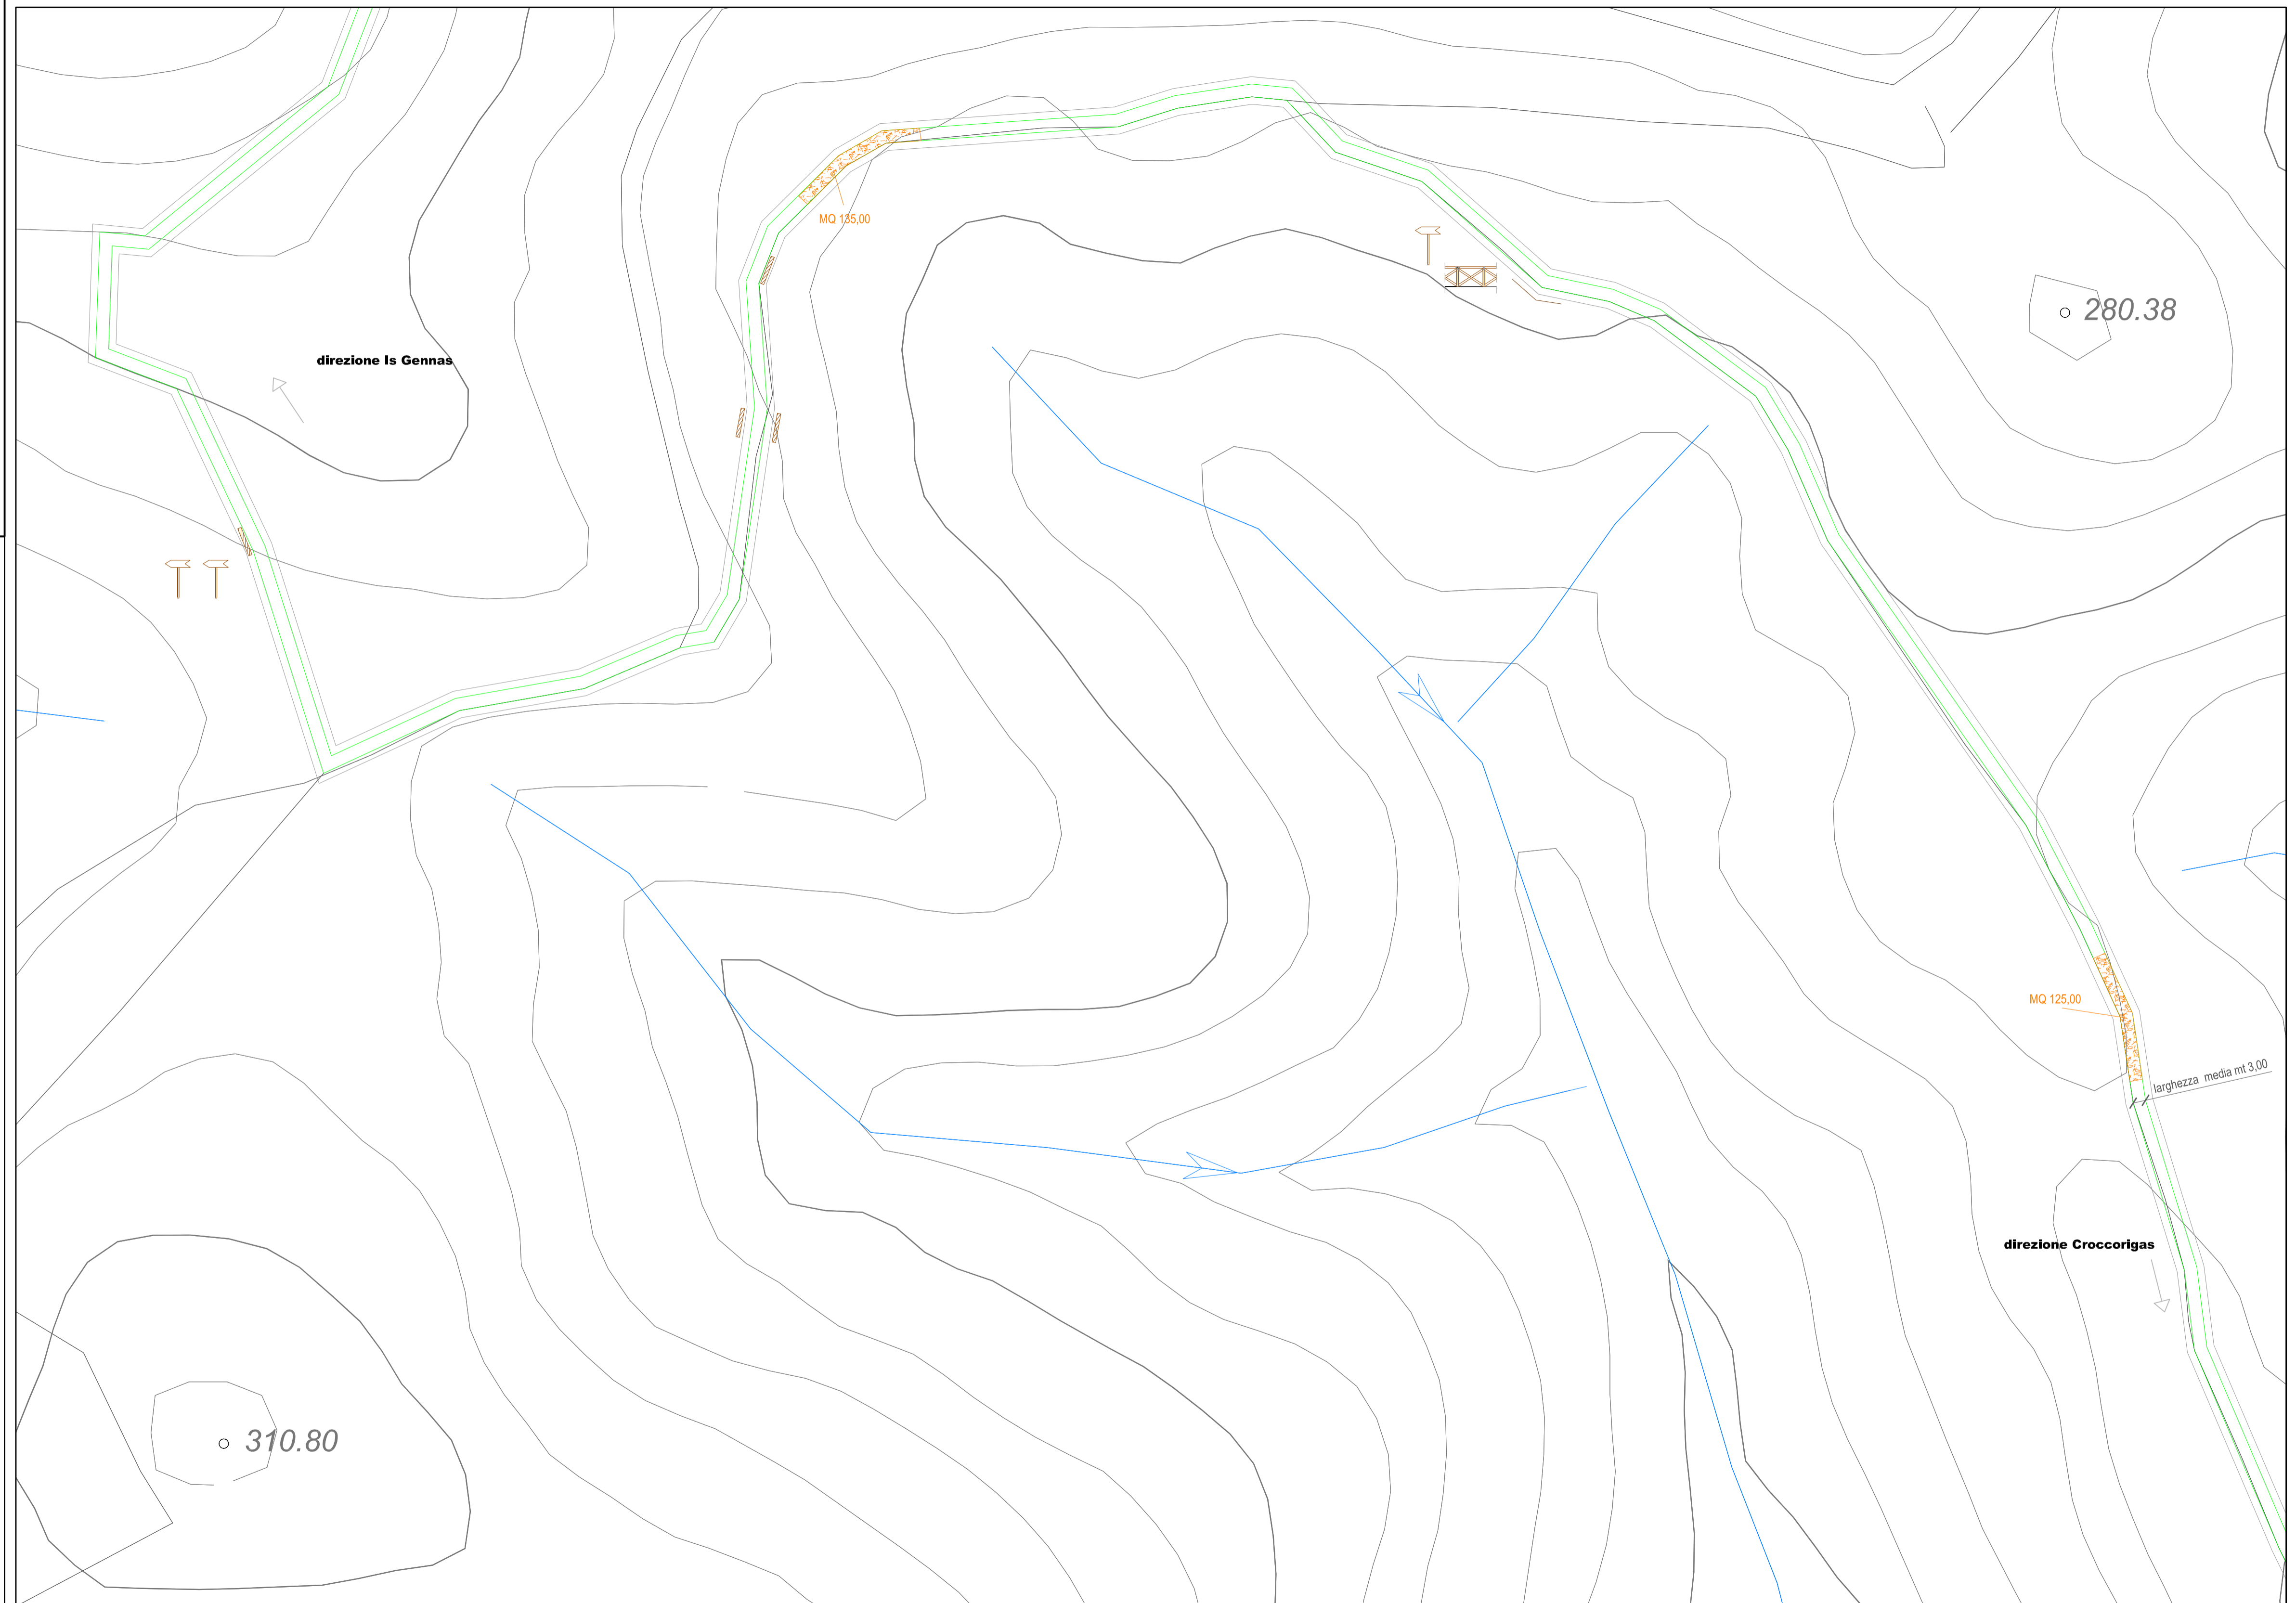 MQ 135,00
280.38
direzione Is Gennas
MQ 125,00
larghezza media mt 3,00
direzione Croccorigas
310.80